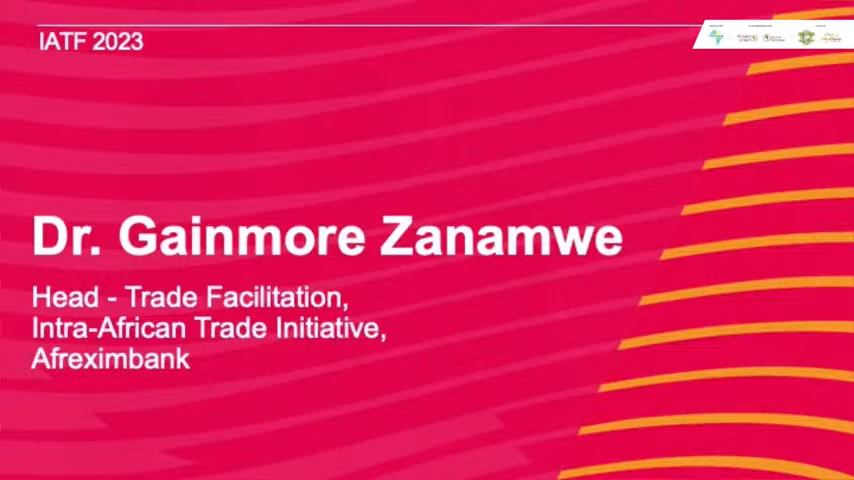 IATF 2023
Dr. Gainmore Zanamwe
Head - Trade Facilitation,
Intra-African Trade Initiative,
Afreximbank